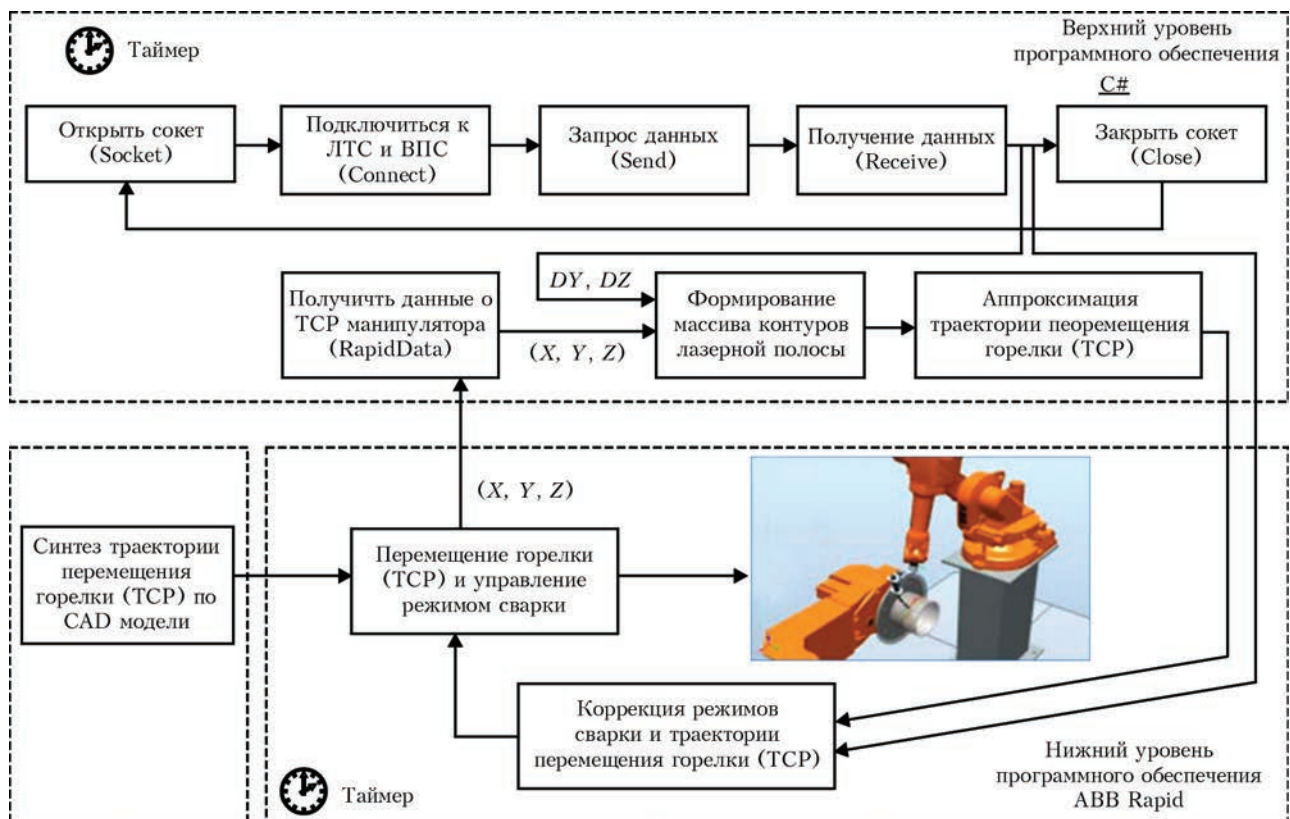 Таймер
Верхний уровень
программного обеспечения
C#
Открыть сокет
(Socket)
Подключиться к
ЛТС и ВПС
(Connect)
Запрос данных
(Send)
Получение данных
(Receive)
Закрыть сокет
(Close)
Получичть данные о
TCP манипулятора
(RapidData)
DY, DZ
(X, Y, Z)
Формирование
массива контуров
лазерной полосы
Аппроксимация
траектории пеоремещения
горелки (TCP)
(X, Y, Z)
Синтез траектории
перемещения
горелки (TCP) по
CAD модели
Перемещение горелки
(TCP) и управление
режимом сварки
Коррекция режимов
сварки и траектории
перемещения горелки (TCP)
Таймер
Нижний уровень
программного обеспечения
ABB Rapid